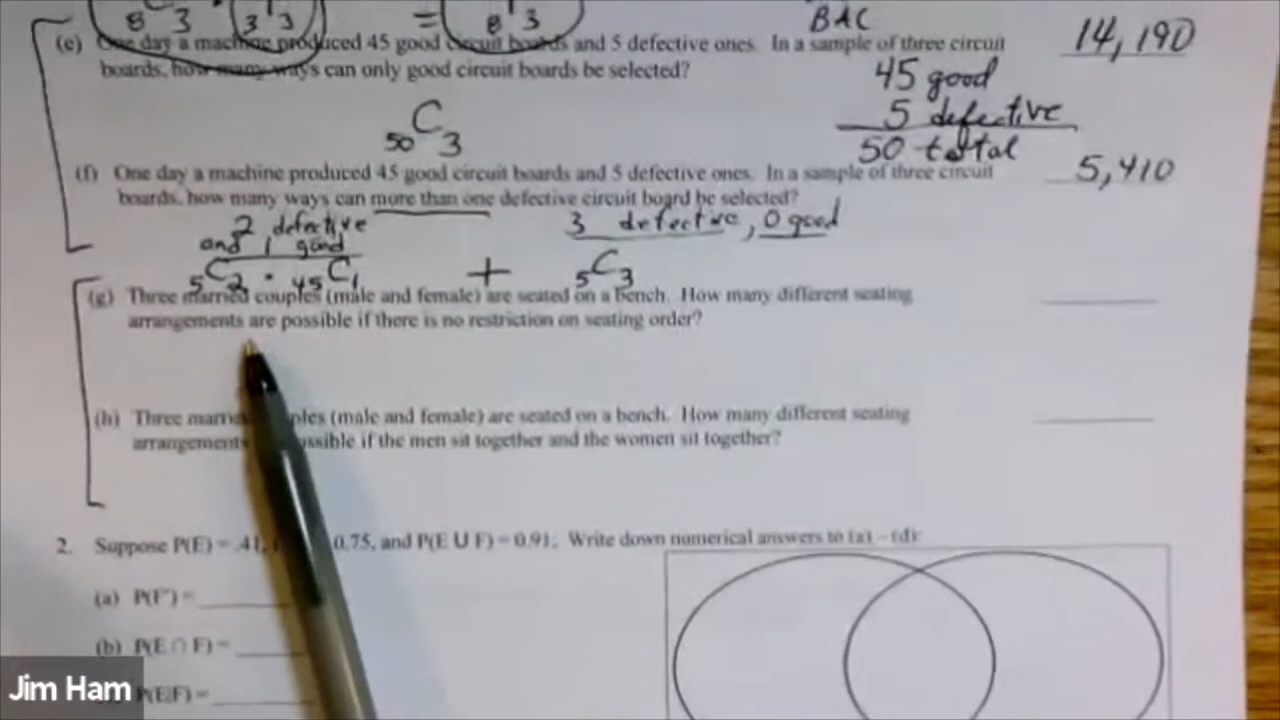 8 C 3 3 3 = 8 P 3 BAC
(e) One day a machine produced 45 good circuit boards and 5 defective ones. In a sample of three circuit 14,190
boards, how many ways can only good circuit boards be selected? 45 good
5 defective
50C3 50 total
(f) One day a machine produced 45 good circuit boards and 5 defective ones. In a sample of three circuit 5,410
boards, how many ways can more than one defective circuit board be selected?
2 defective 3 defective, 0 good
and 1 good
5C2 · 45C1 + 5C3
(g) Three married couples (male and female) are seated on a bench. How many different seating
arrangements are possible if there is no restriction on seating order?
(h) Three (male and female) are seated on a bench. How many different seating
arrangements if the men sit together and the women sit together?
2. Suppose P(E) = .41, 0.75, and P(E U F) = 0.91. Write down numerical answers to (a) – (d):
(a) P(F') =
(b) P(E ∩ F) =
P(E|F) =
Jim Ham